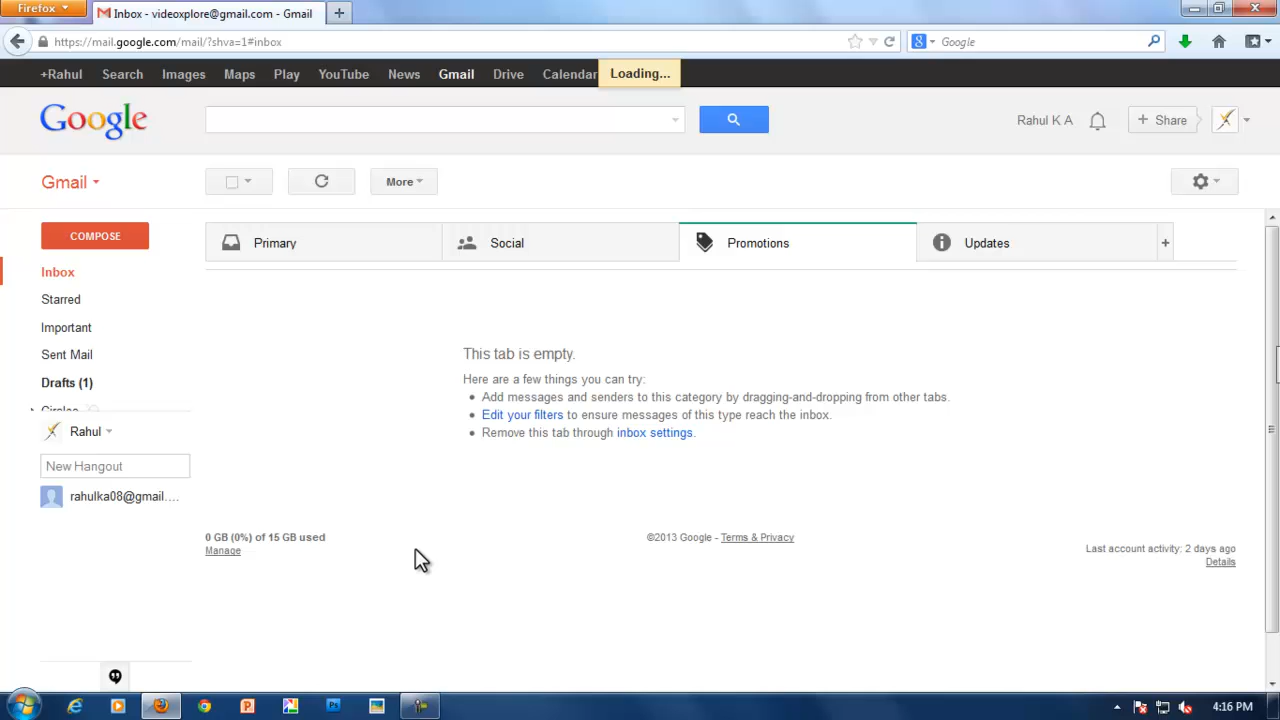 Firefox
Inbox - videoxplore@gmail.com - Gmail
https://mail.google.com/mail/?shva=1#inbox
Google
+Rahul Search Images Maps Play YouTube News Gmail Drive Calendar Loading...
Google
Rahul K A
+ Share
Gmail
More
COMPOSE
Primary
Social
Promotions
Updates
+
Inbox
Starred
Important
Sent Mail
Drafts (1)
Circles
Rahul
New Hangout
rahulka08@gmail....
This tab is empty.
Here are a few things you can try:
Add messages and senders to this category by dragging-and-dropping from other tabs.
Edit your filters to ensure messages of this type reach the inbox.
Remove this tab through inbox settings.
0 GB (0%) of 15 GB used
Manage
©2013 Google - Terms & Privacy
Last account activity: 2 days ago
Details
4:16 PM